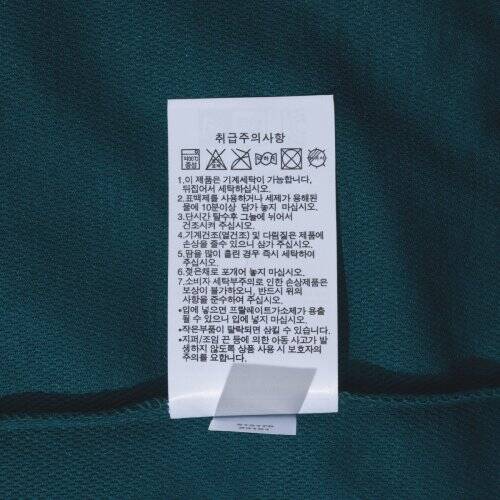 취급주의사항
1.이 제품은 기계세탁이 가능합니다,
뒤집어서 세탁하십시오.
2.표백제를 사용하거나 세제가 용해된
물에 10분이상 담가 놓지 마십시오.
3.단시간 탈수후 그늘에 뉘어서
건조시켜 주십시오.
4.기계건조(열건조) 및 다림질은 제품에
손상을 줄수 있으니 삼가 주십시오.
5.땀을 많이 흘린 경우 즉시 세탁하여
주십시오.
6.젖은채로 포개어 놓지 마십시오.
7.소비자 세탁부주의로 인한 손상제품은
보상이 불가하오니, 반드시 위의
사항을 준수하여 주십시오.
•입에 넣으면 프탈레이트가소제가 용출
될 수 있으니 입에 넣지 마십시오.
•작은부품이 탈락되면 삼킬 수 있습니다.
•지퍼/조임 끈 등에 의한 아동 사고가 발
생하지 않도록 상품 사용 시 보호자의
주의를 요합니다.